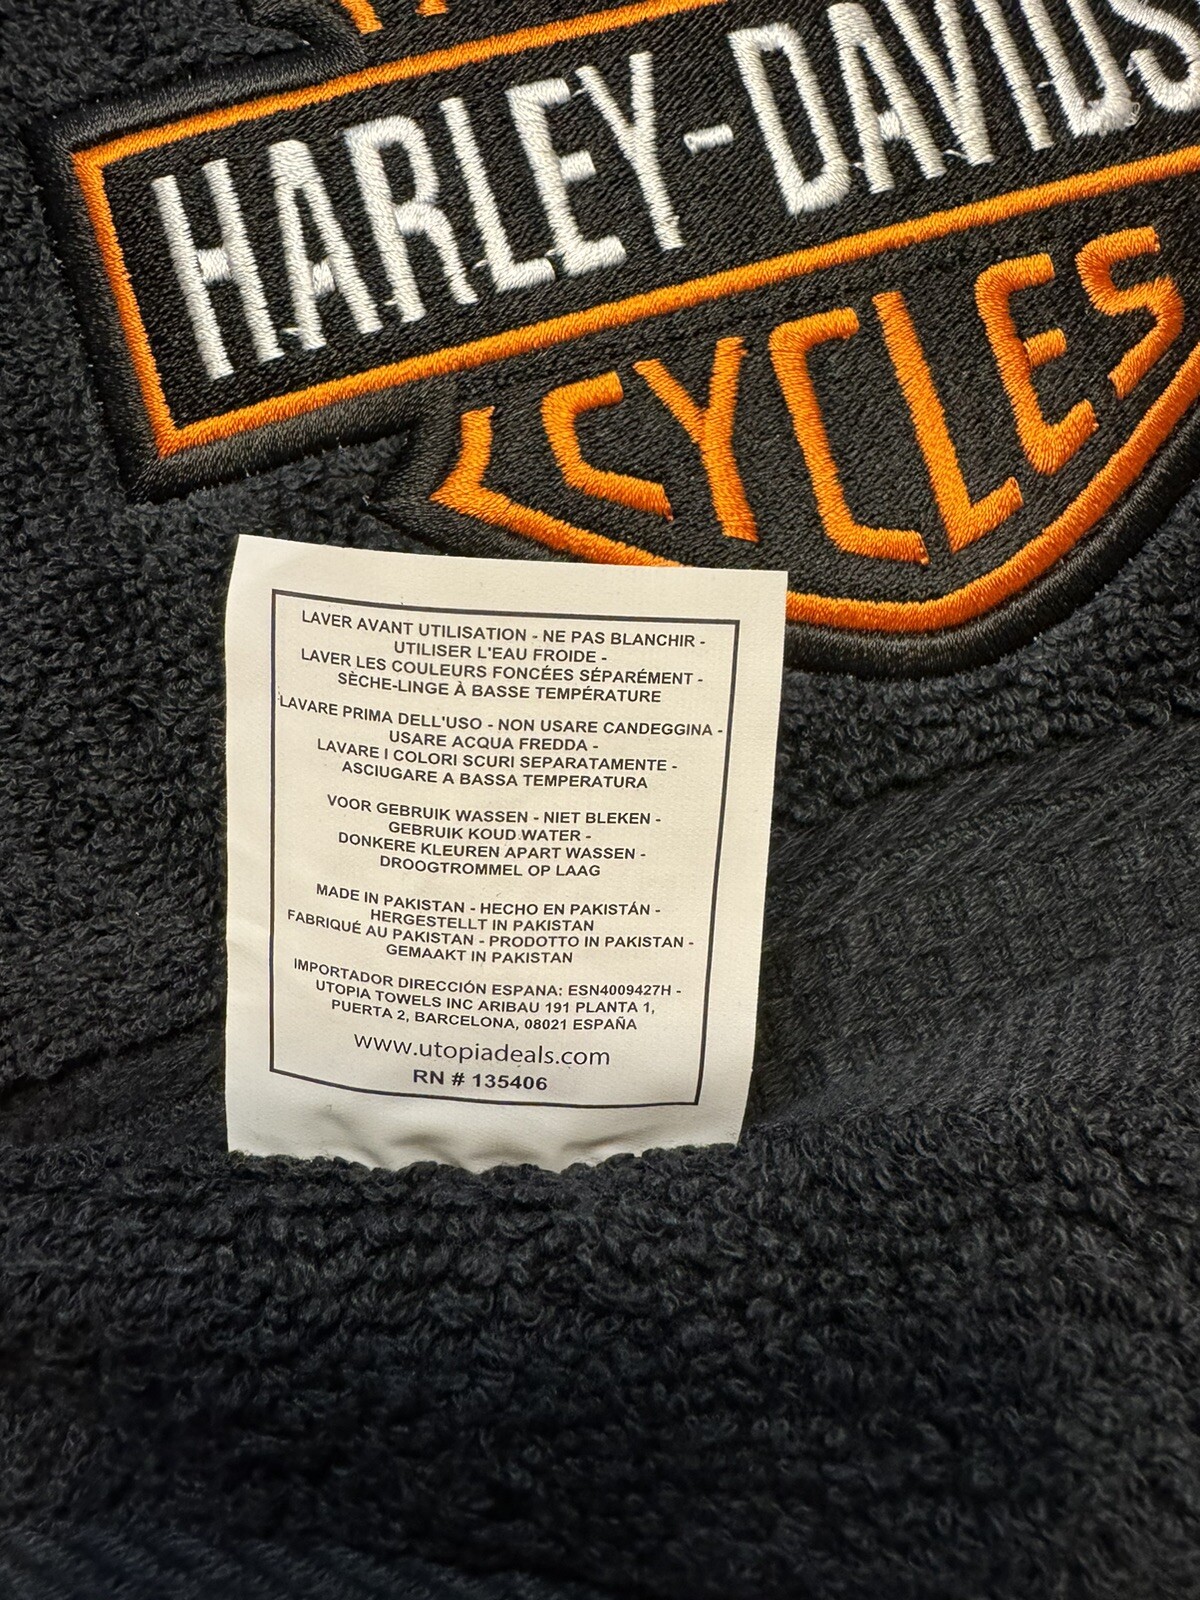 HARLEY-DAVIDS
CYCLES
LAVER AVANT UTILISATION - NE PAS BLANCHIR -
UTILISER L'EAU FROIDE -
LAVER LES COULEURS FONCÉES SÉPARÉMENT -
SÈCHE-LINGE À BASSE TEMPÉRATURE
LAVARE PRIMA DELL'USO - NON USARE CANDEGGINA -
USARE ACQUA FREDDA -
LAVARE I COLORI SCURI SEPARATAMENTE -
ASCIUGARE A BASSA TEMPERATURA
VOOR GEBRUIK WASSEN - NIET BLEKEN -
GEBRUIK KOUD WATER -
DONKERE KLEUREN APART WASSEN -
DROOGTROMMEL OP LAAG
MADE IN PAKISTAN - HECHO EN PAKISTÁN -
HERGESTELLT IN PAKISTAN
FABRIQUÉ AU PAKISTAN - PRODOTTO IN PAKISTAN -
GEMAAKT IN PAKISTAN
IMPORTADOR DIRECCIÓN ESPANA: ESN4009427H -
UTOPIA TOWELS INC ARIBAU 191 PLANTA 1,
PUERTA 2, BARCELONA, 08021 ESPAÑA
www.utopiadeals.com
RN # 135406